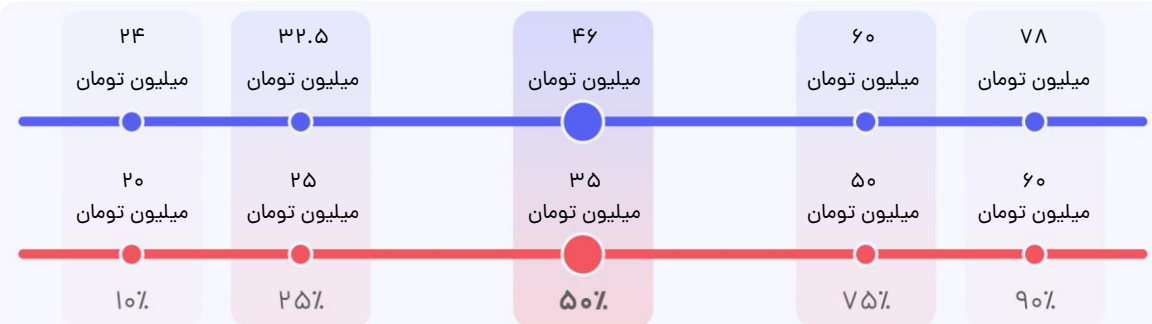 ۲۴ ۳۲.۵ ۴۶ ۶۰ ۷۸
میلیون تومان میلیون تومان میلیون تومان میلیون تومان میلیون تومان
۲۰ ۲۵ ۳۵ ۵۰ ۶۰
میلیون تومان میلیون تومان میلیون تومان میلیون تومان میلیون تومان
۱۰٪ ۲۵٪ ۵۰٪ ۷۵٪ ۹۰٪